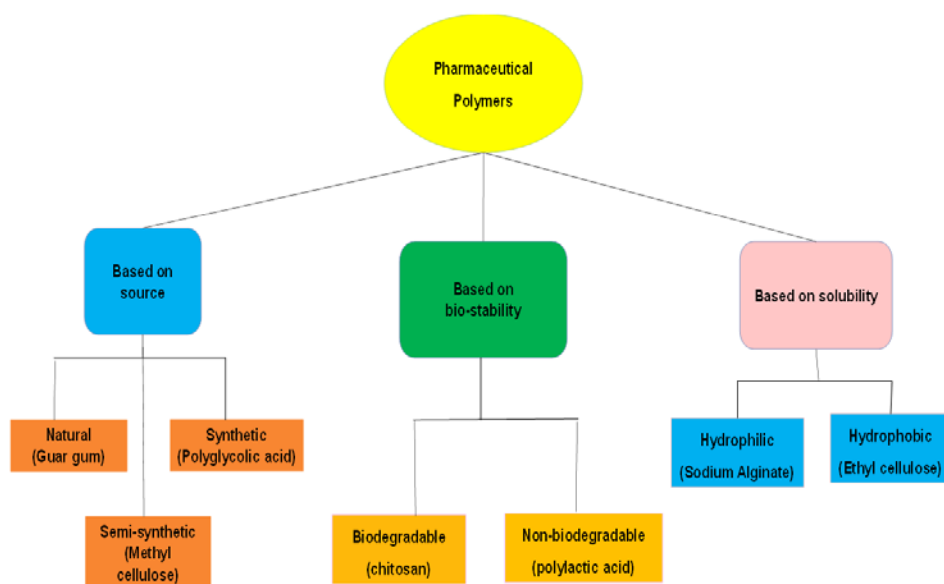 Pharmaceutical
Polymers
Based on
source
Based on
bio-stability
Based on solubility
Natural
(Guar gum)
Synthetic
(Polyglycolic acid)
Semi-synthetic
(Methyl
cellulose)
Biodegradable
(chitosan)
Non-biodegradable
(polylactic acid)
Hydrophilic
(Sodium Alginate)
Hydrophobic
(Ethyl cellulose)